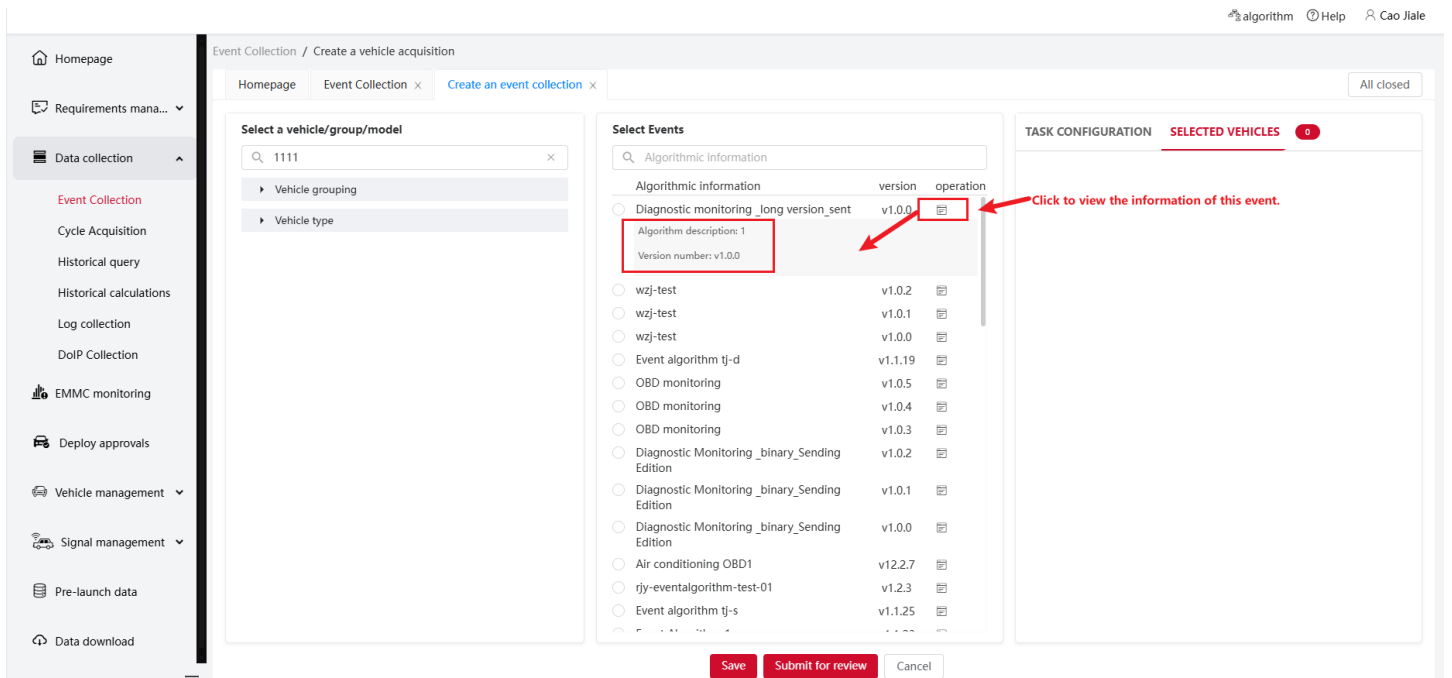 algorithm Help Cao Jiale
Homepage
Requirements mana...
Data collection
Event Collection
Cycle Acquisition
Historical query
Historical calculations
Log collection
DoIP Collection
EMMC monitoring
Deploy approvals
Vehicle management
Signal management
Pre-launch data
Data download
Event Collection / Create a vehicle acquisition
Homepage Event Collection × Create an event collection × All closed
Select a vehicle/group/model
1111 ×
Vehicle grouping
Vehicle type
Select Events
Algorithmic information
Algorithmic information version operation
Diagnostic monitoring _long version_sent v1.0.0
Algorithm description: 1
Version number: v1.0.0
wzj-test v1.0.2
wzj-test v1.0.1
wzj-test v1.0.0
Event algorithm tj-d v1.1.19
OBD monitoring v1.0.5
OBD monitoring v1.0.4
OBD monitoring v1.0.3
Diagnostic Monitoring _binary_Sending v1.0.2
Edition
Diagnostic Monitoring _binary_Sending v1.0.1
Edition
Diagnostic Monitoring _binary_Sending v1.0.0
Edition
Air conditioning OBD1 v12.2.7
rjy-eventalgorithm-test-01 v1.2.3
Event algorithm tj-s v1.1.25
TASK CONFIGURATION SELECTED VEHICLES 0
Click to view the information of this event.
Save Submit for review Cancel